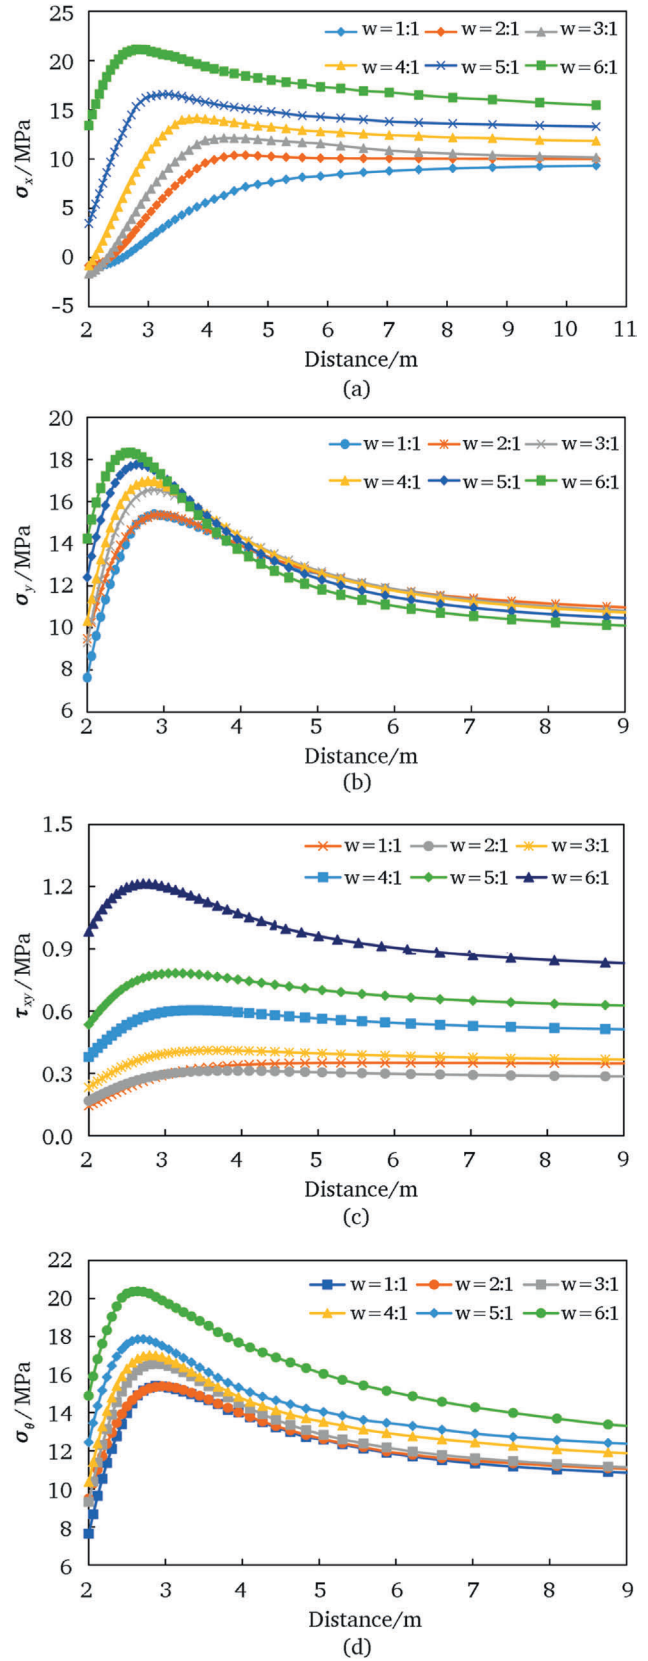 25
20
15
10
5
0
-5
σx/MPa
w=1:1 w=2:1 w=3:1
w=4:1 w=5:1 w=6:1
2 3 4 5 6 7 8 9 10 11
Distance/m
(a)
20
18
16
14
12
10
8
6
σy/MPa
w=1:1 w=2:1 w=3:1
w=4:1 w=5:1 w=6:1
2 3 4 5 6 7 8 9
Distance/m
(b)
1.5
1.2
0.9
0.6
0.3
0.0
τxy/MPa
w=1:1 w=2:1 w=3:1
w=4:1 w=5:1 w=6:1
2 3 4 5 6 7 8 9
Distance/m
(c)
22
20
18
16
14
12
10
8
6
σθ/MPa
w=1:1 w=2:1 w=3:1
w=4:1 w=5:1 w=6:1
2 3 4 5 6 7 8 9
Distance/m
(d)